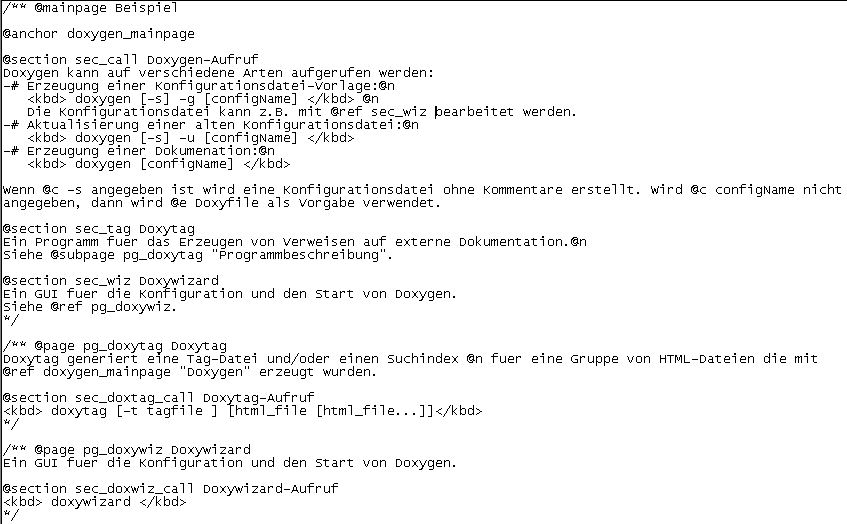 /** @mainpage Beispiel
@anchor doxygen_mainpage
@section sec_call Doxygen-Aufruf
Doxygen kann auf verschiedene Arten aufgerufen werden:
-# Erzeugung einer Konfigurationsdatei-Vorlage:@n
<kbd> doxygen [-s] -g [configName] </kbd> @n
Die Konfigurationsdatei kann z.B. mit @ref sec_wiz bearbeitet werden.
-# Aktualisierung einer alten Konfigurationsdatei:@n
<kbd> doxygen [-s] -u [configName] </kbd>
-# Erzeugung einer Dokumenation:@n
<kbd> doxygen [configName] </kbd>
Wenn @c -s angegeben ist wird eine Konfigurationsdatei ohne Kommentare erstellt. Wird @c configName nicht
angegeben, dann wird @e Doxyfile als Vorgabe verwendet.
@section sec_tag Doxytag
Ein Programm fuer das Erzeugen von Verweisen auf externe Dokumentation.@n
Siehe @subpage pg_doxytag "Programmbeschreibung".
@section sec_wiz Doxywizard
Ein GUI fuer die Konfiguration und den Start von Doxygen.
Siehe @ref pg_doxywiz.
*/
/** @page pg_doxytag Doxytag
Doxytag generiert eine Tag-Datei und/oder einen Suchindex @n fuer eine Gruppe von HTML-Dateien die mit
@ref doxygen_mainpage "Doxygen" erzeugt wurden.
@section sec_doxtag_call Doxytag-Aufruf
<kbd> doxytag [-t tagfile ] [html_file [html_file...]]</kbd>
*/
/** @page pg_doxywiz Doxywizard
Ein GUI fuer die Konfiguration und den Start von Doxygen.
@section sec_doxwiz_call Doxywizard-Aufruf
<kbd> doxywizard </kbd>
*/